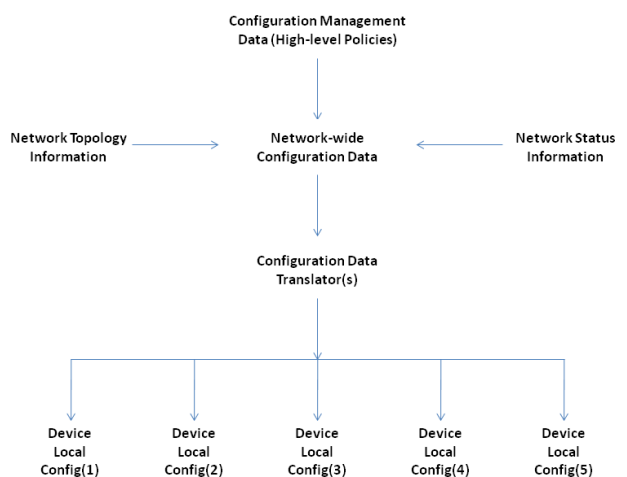 Configuration Management
Data (High-level Policies)
Network Topology
Information
Network-wide
Configuration Data
Network Status
Information
Configuration Data
Translator(s)
Device
Local
Config(1)
Device
Local
Config(2)
Device
Local
Config(3)
Device
Local
Config(4)
Device
Local
Config(5)